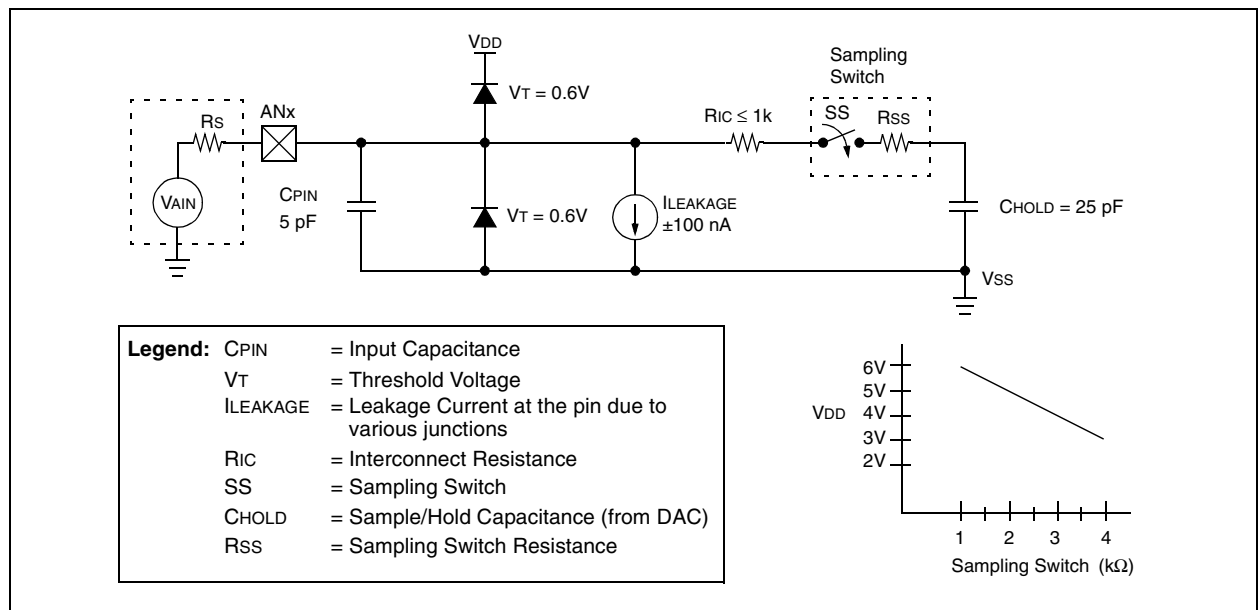 VDD
Sampling
Switch
VT = 0.6V
ANx
RIC ≤ 1k
SS
RSS
RS
VAIN
CPIN
5 pF
VT = 0.6V
ILEAKAGE
±100 nA
CHOLD = 25 pF
VSS
Legend: CPIN = Input Capacitance
VT = Threshold Voltage
ILEAKAGE = Leakage Current at the pin due to
various junctions
RIC = Interconnect Resistance
SS = Sampling Switch
CHOLD = Sample/Hold Capacitance (from DAC)
RSS = Sampling Switch Resistance
6V
5V
VDD
4V
3V
2V
1 2 3 4
Sampling Switch (kΩ)